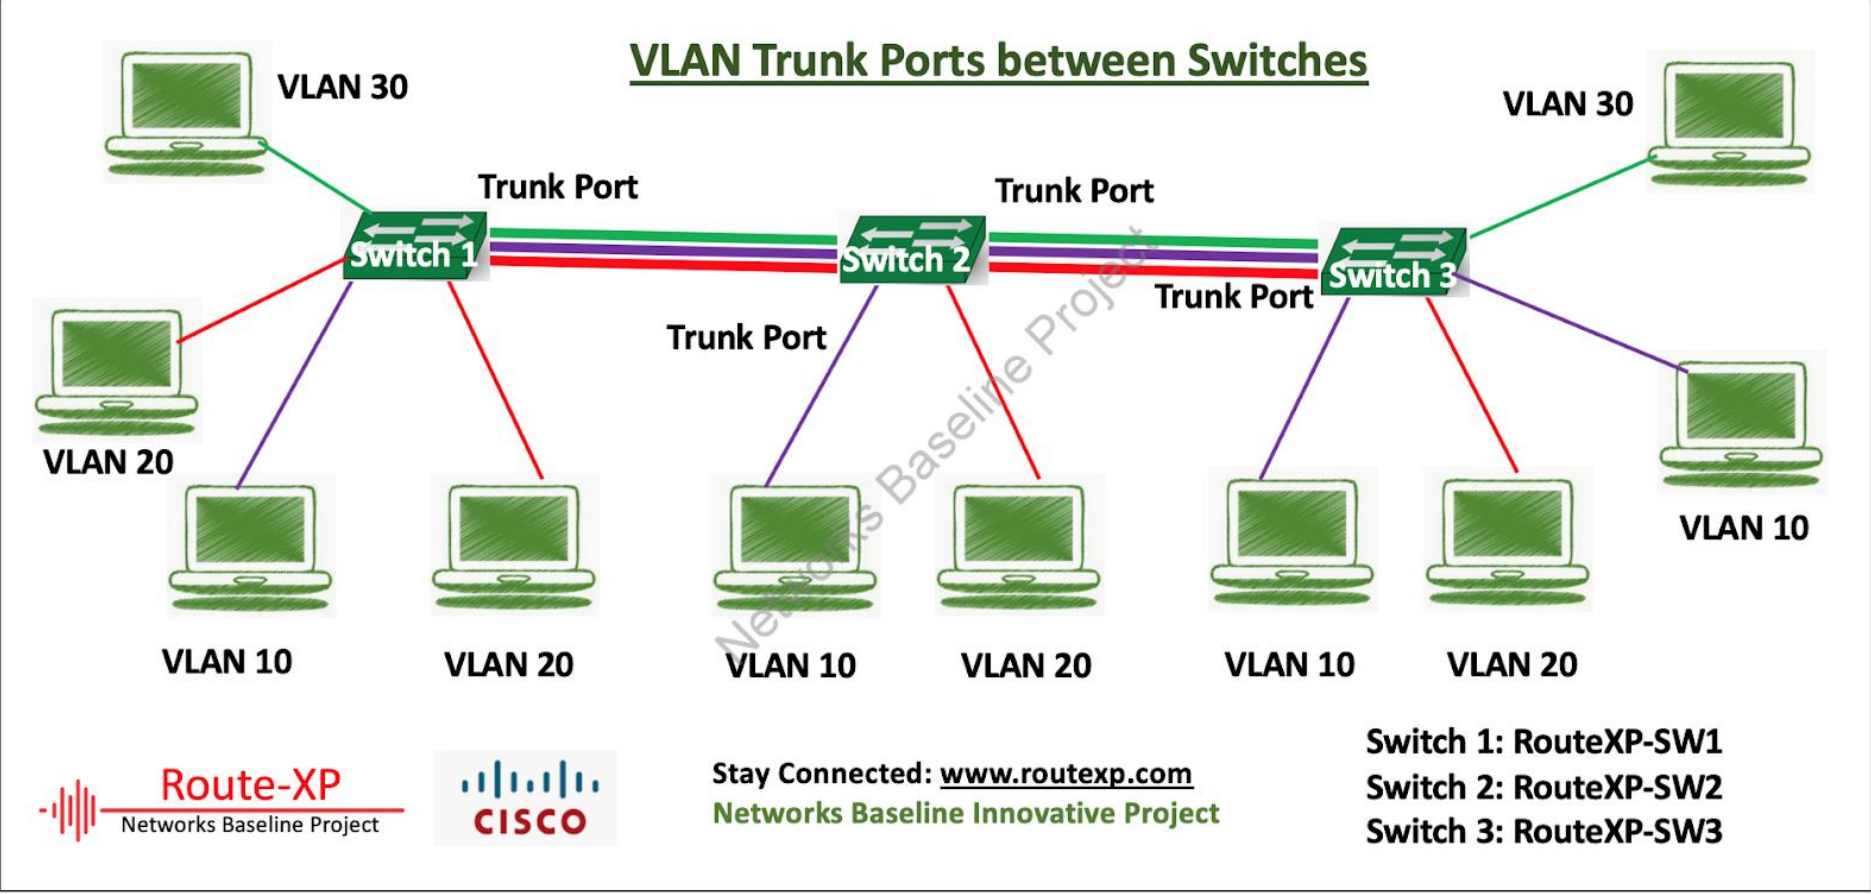 VLAN Trunk Ports between Switches
VLAN 30
VLAN 30
Trunk Port
Trunk Port
Switch 1
Switch 2
Switch 3
Trunk Port
Trunk Port
VLAN 20
VLAN 10
VLAN 10
VLAN 20
VLAN 10
VLAN 20
VLAN 10
VLAN 20
Networks Baseline Project
Route-XP
Networks Baseline Project
CISCO
Stay Connected: www.routexp.com
Networks Baseline Innovative Project
Switch 1: RouteXP-SW1
Switch 2: RouteXP-SW2
Switch 3: RouteXP-SW3